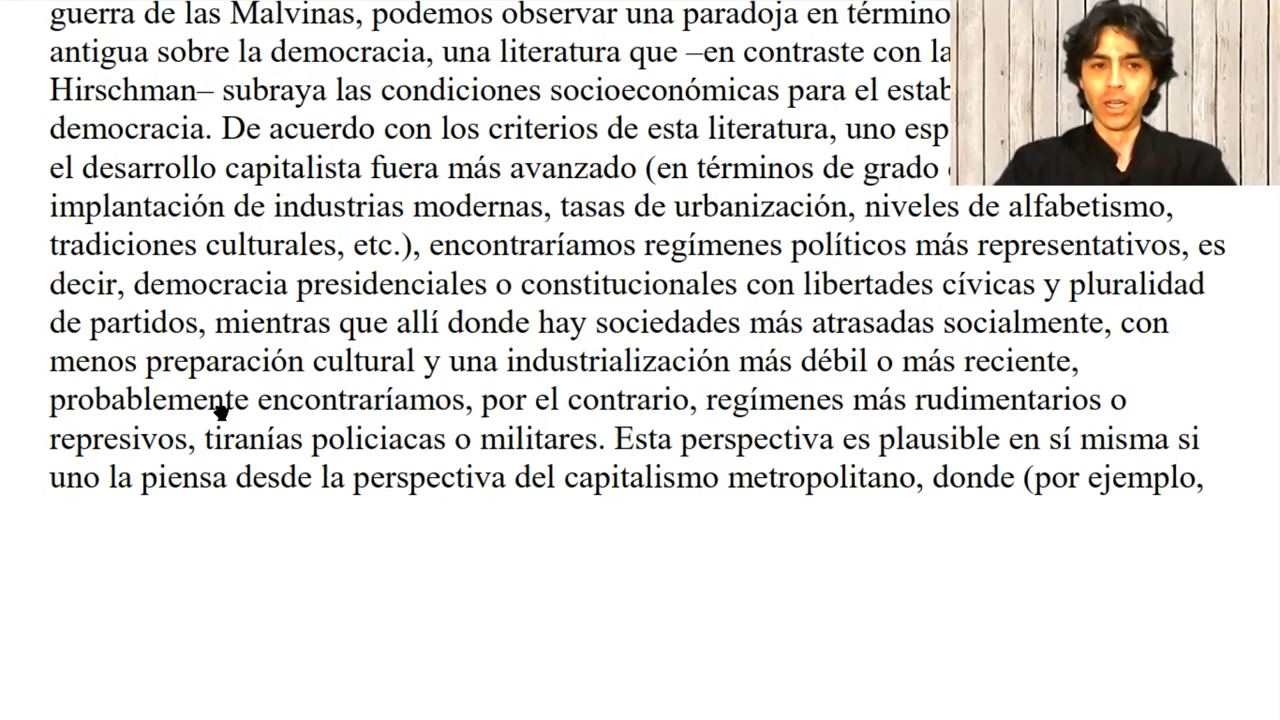 guerra de las Malvinas, podemos observar una paradoja en término
antigua sobre la democracia, una literatura que –en contraste con la
Hirschman– subraya las condiciones socioeconómicas para el estab
democracia. De acuerdo con los criterios de esta literatura, uno esp
el desarrollo capitalista fuera más avanzado (en términos de grado
implantación de industrias modernas, tasas de urbanización, niveles de alfabetismo,
tradiciones culturales, etc.), encontraríamos regímenes políticos más representativos, es
decir, democracia presidenciales o constitucionales con libertades cívicas y pluralidad
de partidos, mientras que allí donde hay sociedades más atrasadas socialmente, con
menos preparación cultural y una industrialización más débil o más reciente,
probablemente encontraríamos, por el contrario, regímenes más rudimentarios o
represivos, tiranías policiacas o militares. Esta perspectiva es plausible en sí misma si
uno la piensa desde la perspectiva del capitalismo metropolitano, donde (por ejemplo,